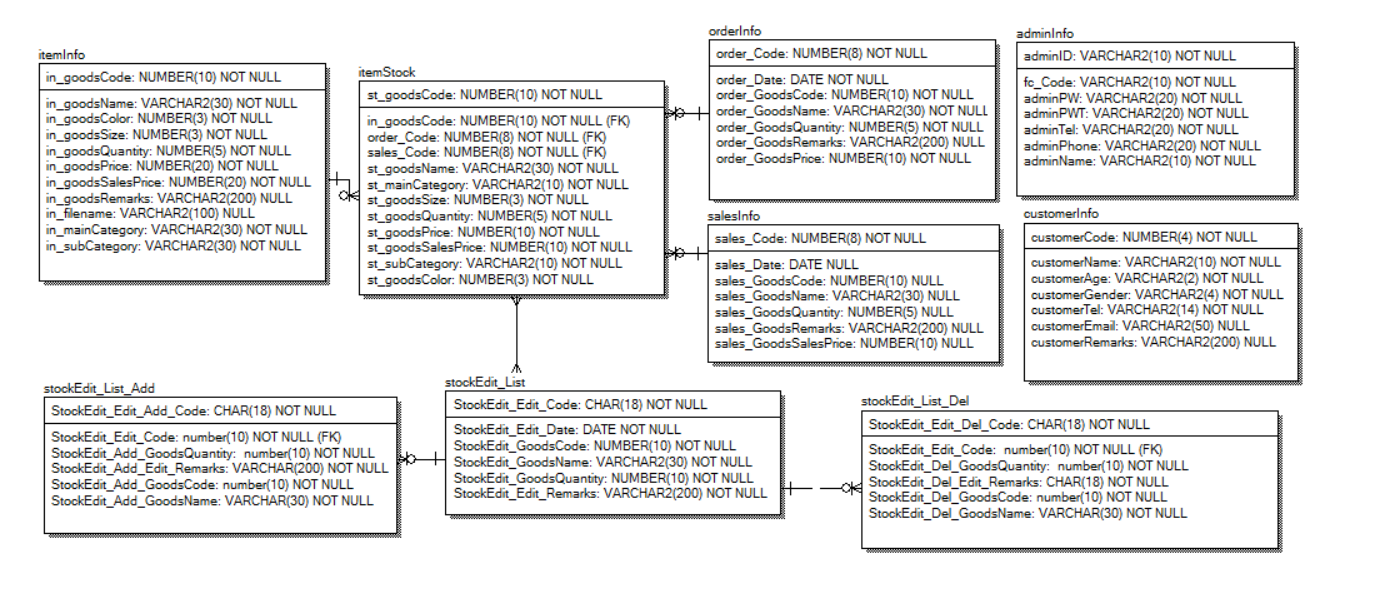 itemInfo
in_goodsCode: NUMBER(10) NOT NULL
in_goodsName: VARCHAR2(30) NOT NULL
in_goodsColor: NUMBER(3) NOT NULL
in_goodsSize: NUMBER(3) NOT NULL
in_goodsQuantity: NUMBER(5) NOT NULL
in_goodsPrice: NUMBER(20) NOT NULL
in_goodsSalesPrice: NUMBER(20) NOT NULL
in_goodsRemarks: VARCHAR2(200) NOT NULL
in_filename: VARCHAR2(100) NULL
in_mainCategory: VARCHAR2(30) NOT NULL
in_subCategory: VARCHAR2(30) NOT NULL
itemStock
st_goodsCode: NUMBER(10) NOT NULL
in_goodsCode: NUMBER(10) NOT NULL (FK)
order_Code: NUMBER(8) NOT NULL (FK)
sales_Code: NUMBER(8) NOT NULL (FK)
st_goodsName: VARCHAR2(30) NOT NULL
st_mainCategory: VARCHAR2(10) NOT NULL
st_goodsSize: NUMBER(3) NOT NULL
st_goodsQuantity: NUMBER(5) NOT NULL
st_goodsPrice: NUMBER(10) NOT NULL
st_goodsSalesPrice: NUMBER(10) NOT NULL
st_subCategory: VARCHAR2(10) NOT NULL
st_goodsColor: NUMBER(3) NOT NULL
orderInfo
order_Code: NUMBER(8) NOT NULL
order_Date: DATE NOT NULL
order_GoodsCode: NUMBER(10) NOT NULL
order_GoodsName: VARCHAR2(30) NOT NULL
order_GoodsQuantity: NUMBER(5) NOT NULL
order_GoodsRemarks: VARCHAR2(200) NULL
order_GoodsPrice: NUMBER(10) NOT NULL
adminInfo
adminID: VARCHAR2(10) NOT NULL
fc_Code: VARCHAR2(10) NOT NULL
adminPW: VARCHAR2(20) NOT NULL
adminPWT: VARCHAR2(20) NOT NULL
adminTel: VARCHAR2(20) NOT NULL
adminPhone: VARCHAR2(20) NOT NULL
adminName: VARCHAR2(10) NOT NULL
salesInfo
sales_Code: NUMBER(8) NOT NULL
sales_Date: DATE NULL
sales_GoodsCode: NUMBER(10) NULL
sales_GoodsName: VARCHAR2(30) NULL
sales_GoodsQuantity: NUMBER(5) NULL
sales_GoodsRemarks: VARCHAR2(200) NULL
sales_GoodsSalesPrice: NUMBER(10) NULL
customerInfo
customerCode: NUMBER(4) NOT NULL
customerName: VARCHAR2(10) NOT NULL
customerAge: VARCHAR2(2) NOT NULL
customerGender: VARCHAR2(4) NOT NULL
customerTel: VARCHAR2(14) NOT NULL
customerEmail: VARCHAR2(50) NULL
customerRemarks: VARCHAR2(200) NULL
stockEdit_List_Add
StockEdit_Edit_Add_Code: CHAR(18) NOT NULL
StockEdit_Edit_Code: number(10) NOT NULL (FK)
StockEdit_Add_GoodsQuantity: number(10) NOT NULL
StockEdit_Add_Edit_Remarks: VARCHAR(200) NOT NULL
StockEdit_Add_GoodsCode: number(10) NOT NULL
StockEdit_Add_GoodsName: VARCHAR(30) NOT NULL
stockEdit_List
StockEdit_Edit_Code: CHAR(18) NOT NULL
StockEdit_Edit_Date: DATE NOT NULL
StockEdit_GoodsCode: NUMBER(10) NOT NULL
StockEdit_GoodsName: VARCHAR2(30) NOT NULL
StockEdit_GoodsQuantity: NUMBER(10) NOT NULL
StockEdit_Edit_Remarks: VARCHAR2(200) NOT NULL
stockEdit_List_Del
StockEdit_Edit_Del_Code: CHAR(18) NOT NULL
StockEdit_Edit_Code: number(10) NOT NULL (FK)
StockEdit_Del_GoodsQuantity: number(10) NOT NULL
StockEdit_Del_Edit_Remarks: CHAR(18) NOT NULL
StockEdit_Del_GoodsCode: number(10) NOT NULL
StockEdit_Del_GoodsName: VARCHAR(30) NOT NULL